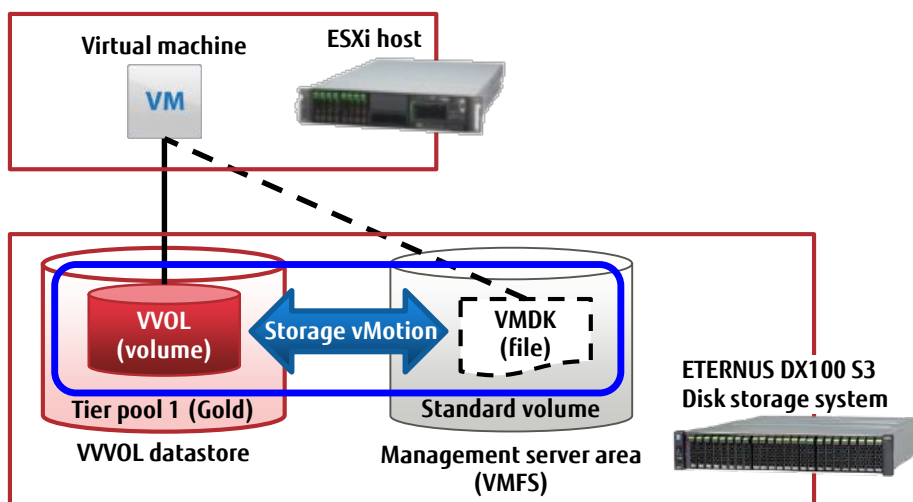 Virtual machine
ESXi host
VM
VVOL
(volume)
Storage vMotion
VMDK
(file)
Tier pool 1 (Gold)
Standard volume
ETERNUS DX100 S3
Disk storage system
VVVOL datastore
Management server area
(VMFS)